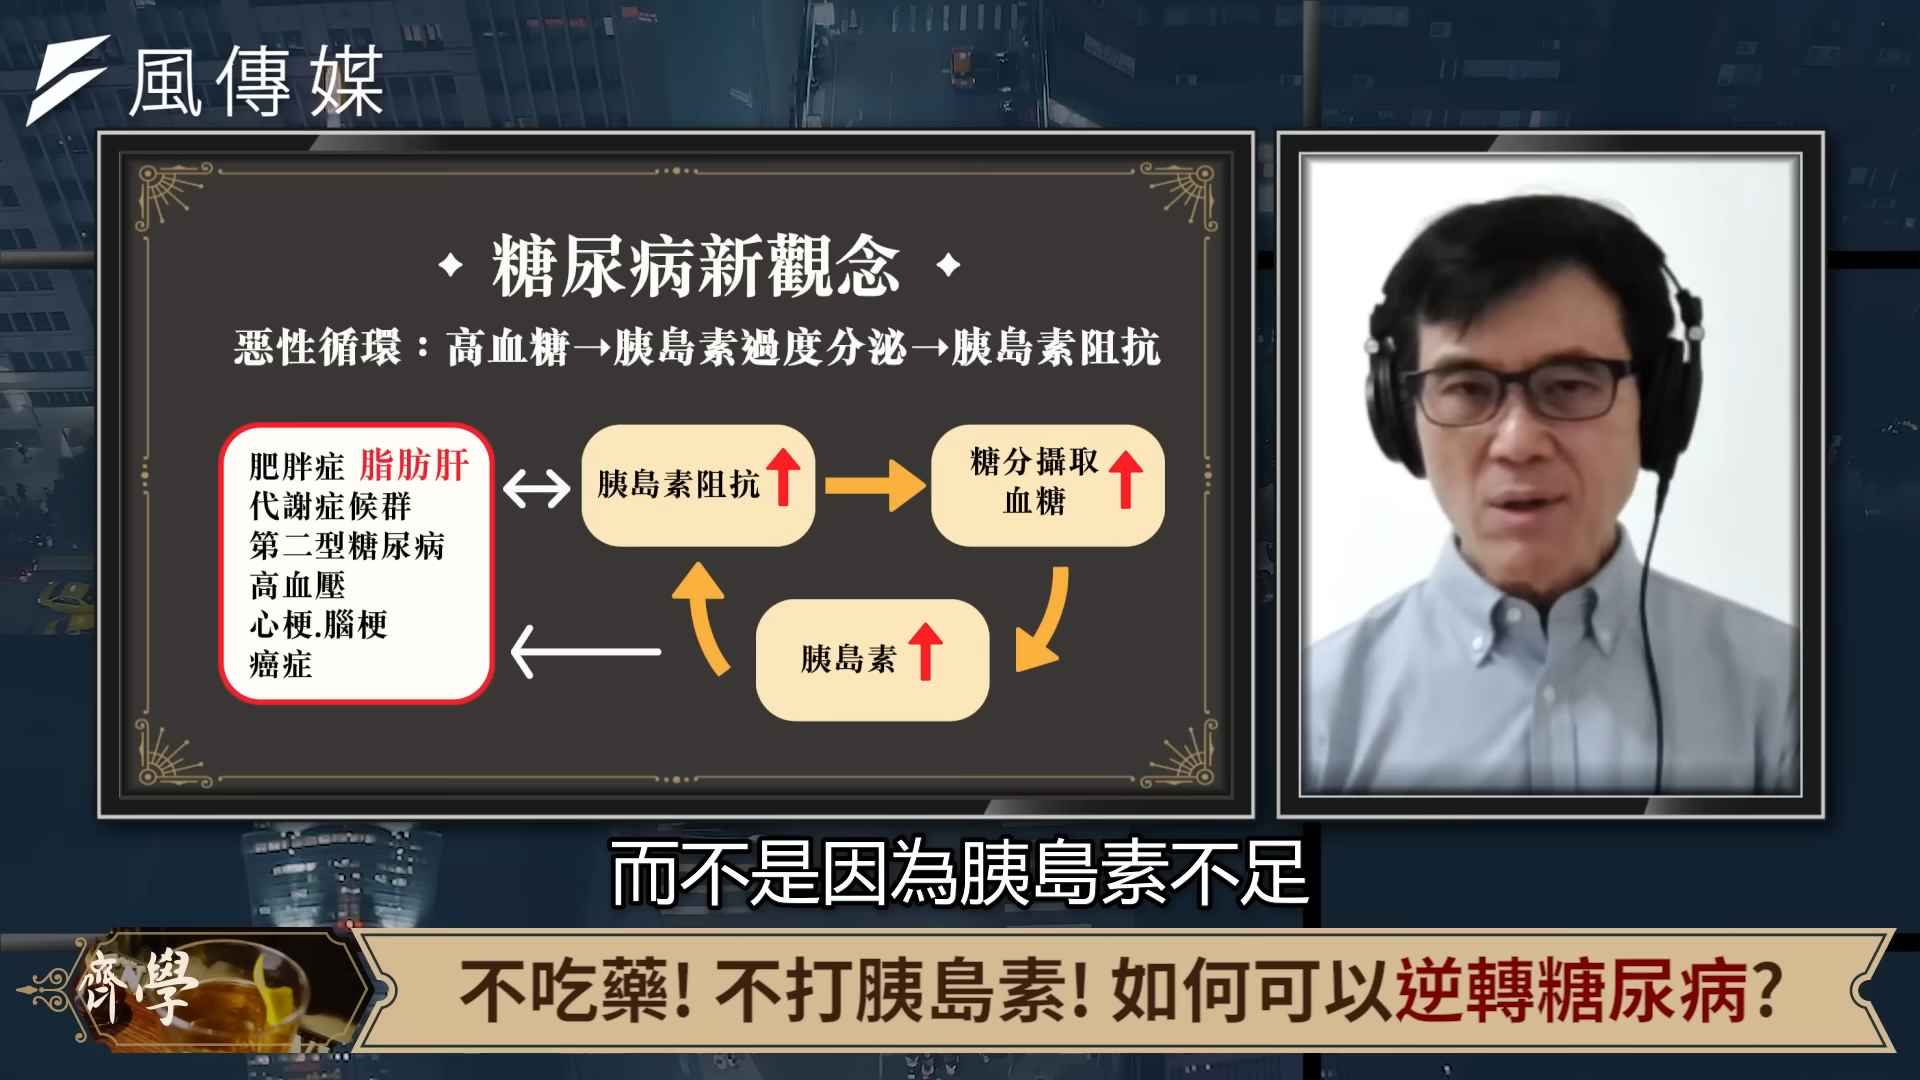 風傳媒
糖尿病新觀念
惡性循環：高血糖→胰島素過度分泌→胰島素阻抗
肥胖症 脂肪肝
代謝症候群
第二型糖尿病
高血壓
心梗.腦梗
癌症
胰島素阻抗
糖分攝取
血糖
胰島素
而不是因為胰島素不足
齊學
不吃藥! 不打胰島素! 如何可以逆轉糖尿病?